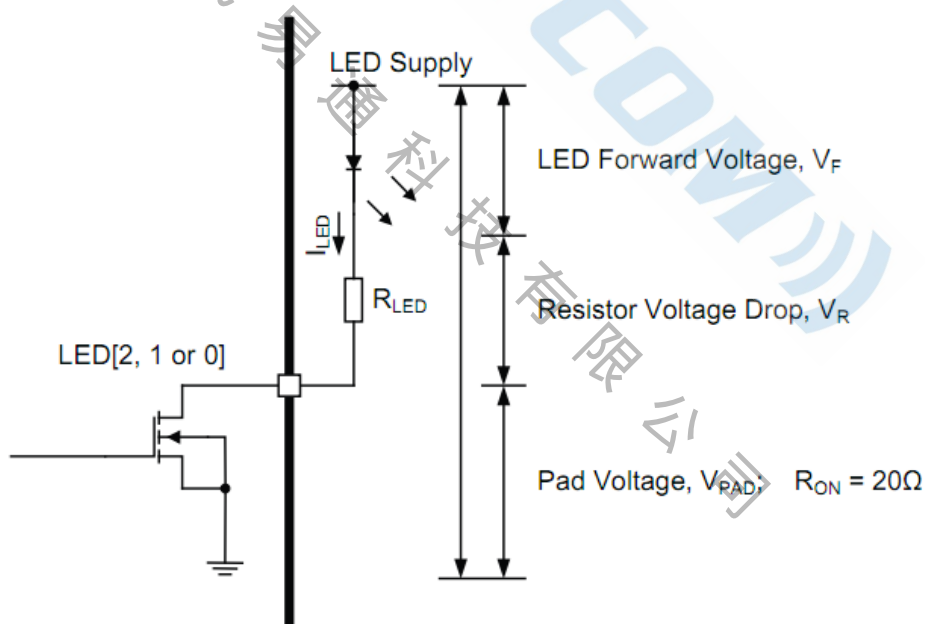 LED Supply
LED Forward Voltage, VF
ILED
RLED
Resistor Voltage Drop, VR
LED[2, 1 or 0]
Pad Voltage, VPAD; RON = 20Ω
易通科技有限公司
COM